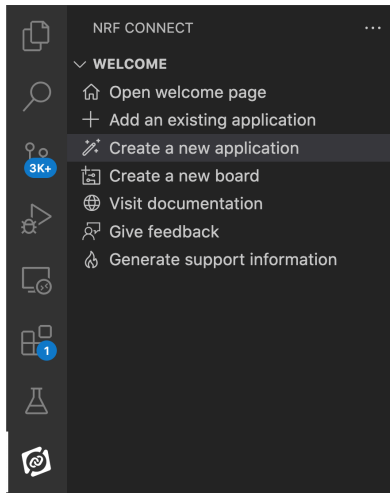 NRF CONNECT
WELCOME
Open welcome page
Add an existing application
Create a new application
3K+
Create a new board
Visit documentation
Give feedback
Generate support information
1